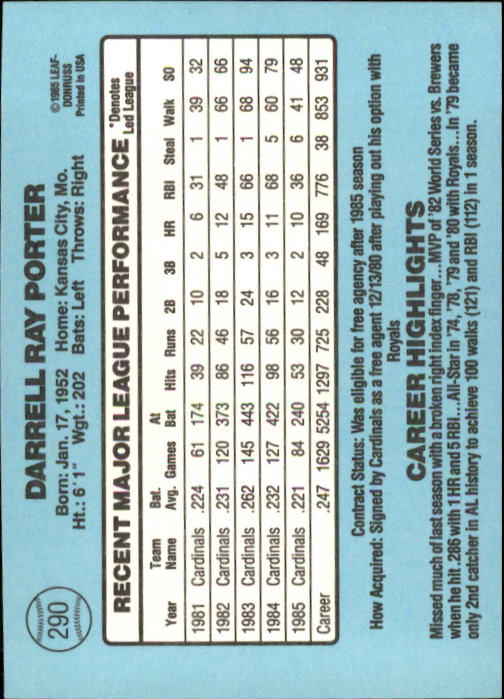 290
DARRELL RAY PORTER
©1985 LEAF-
DONRUSS
Printed in USA
Born: Jan. 17, 1952 Home: Kansas City, Mo.
Ht.: 6'1" Wgt.: 202 Bats: Left Throws: Right
RECENT MAJOR LEAGUE PERFORMANCE *Denotes
Led League
Team Bat. At
Year Name Avg. Games Bat Hits Runs 2B 3B HR RBI Steal Walk SO
1981 Cardinals .224 61 174 39 22 10 2 6 31 1 39 32
1982 Cardinals .231 120 373 86 46 18 5 12 48 1 66 66
1983 Cardinals .262 145 443 116 57 24 3 15 66 1 68 94
1984 Cardinals .232 127 422 98 56 16 3 11 68 5 60 79
1985 Cardinals .221 84 240 53 30 12 2 10 36 6 41 48
Career .247 1629 5254 1297 725 228 48 169 776 38 853 931
Contract Status: Was eligible for free agency after 1985 season
How Acquired: Signed by Cardinals as a free agent 12/13/80 after playing out his option with
Royals
CAREER HIGHLIGHTS
Missed much of last season with a broken right index finger... MVP of '82 World Series vs. Brewers
when he hit .286 with 1 HR and 5 RBI... All-Star in '74, '78, '79 and '80 with Royals... In '79 became
only 2nd catcher in AL history to achieve 100 walks (121) and RBI (112) in 1 season.